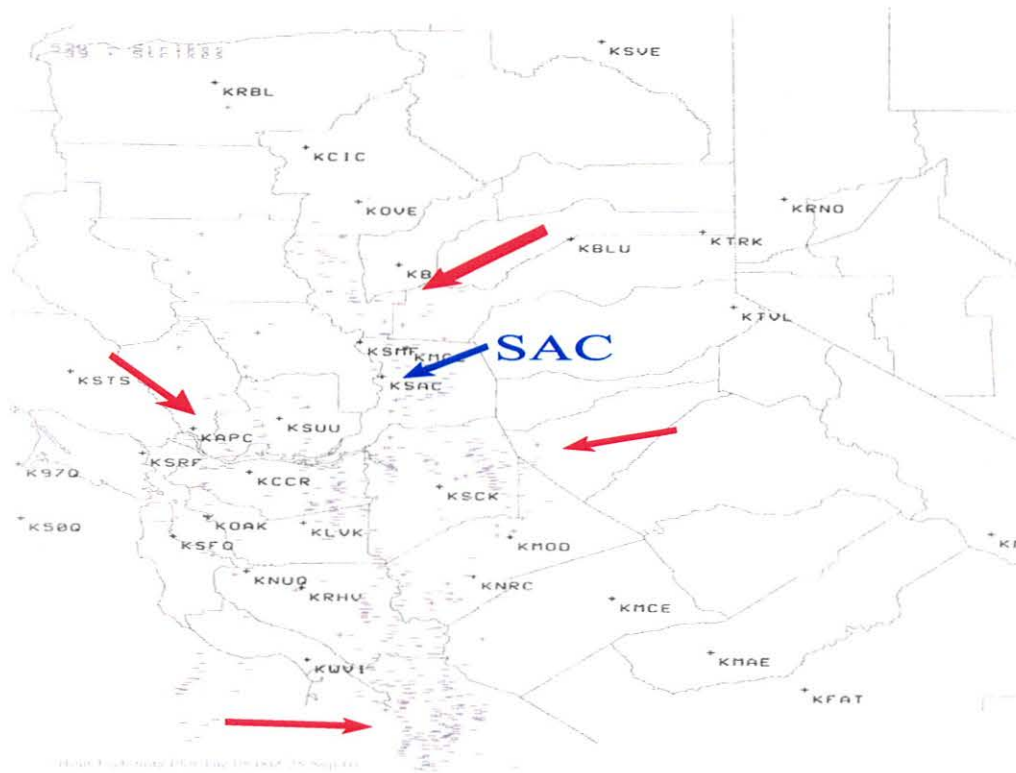 KSVE
KRBL
KCIC
KOVE
KRNO
KBLU
KTRK
KB
KTVL
KSMF
SAC
KSTS
KSAC
KSUU
KAPC
K97Q
KCCR
KSCK
K50Q
KOAK
KLVK
KMOD
KSFO
KNUQ
KNRC
KRHV
KMCE
KWVI
KMAE
KFAT